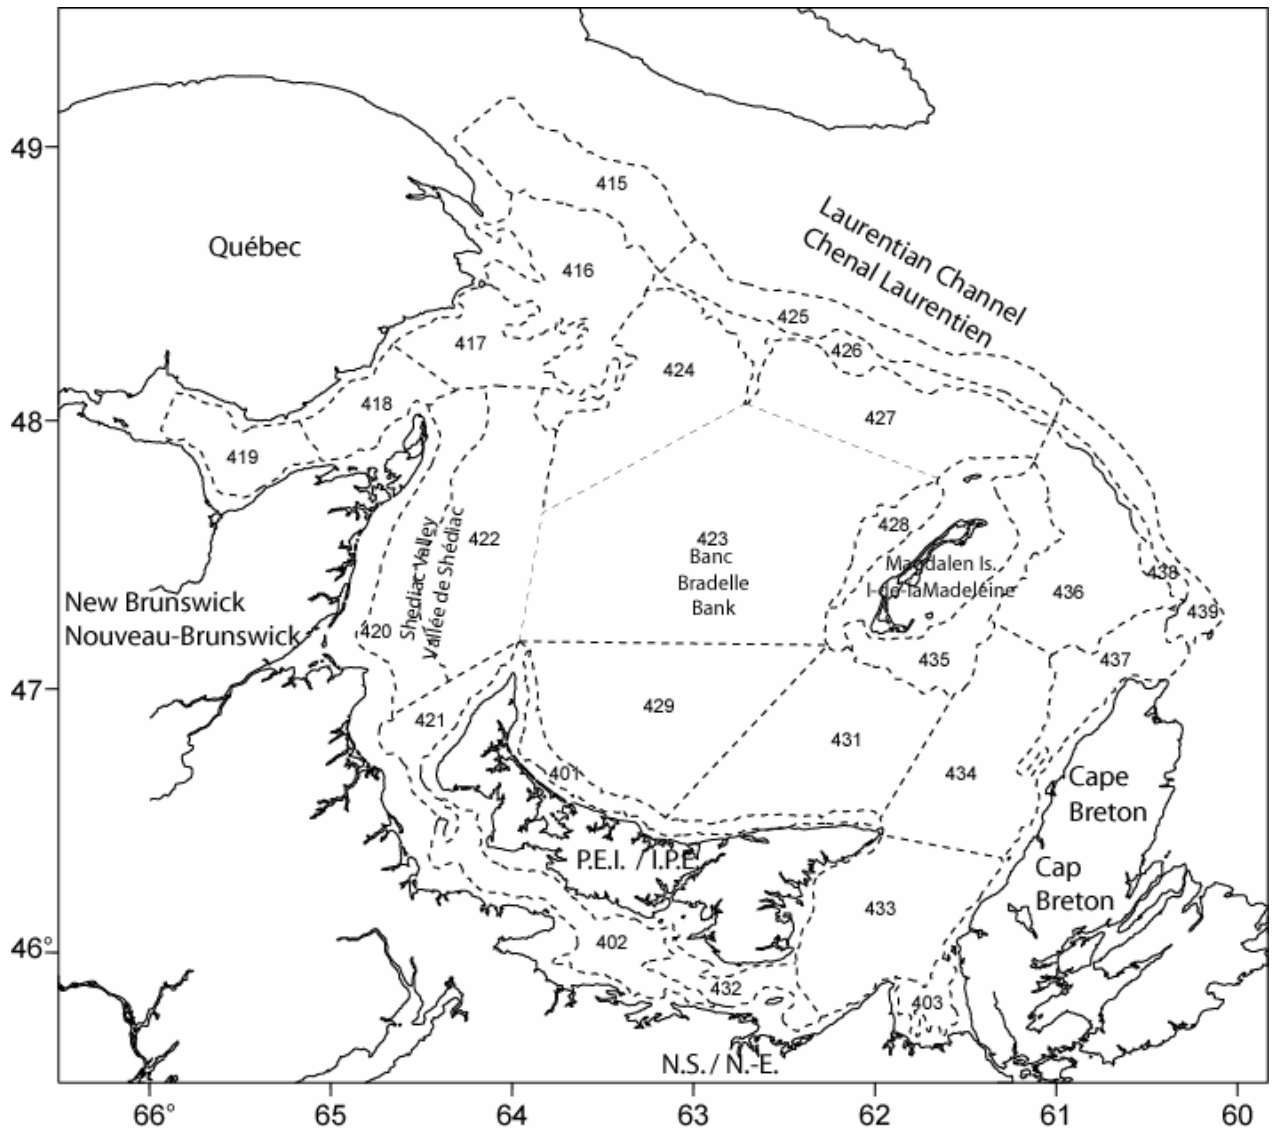 49
415
Laurentian Channel
Chenal Laurentien
Québec
416
425
417
426
424
418
427
48
419
428
422
423
Banc
Bradelle
Bank
Shediac Valley
Vallée de Shédiac
Magdalen Is.
I-de-laMadeleine
436
438
439
New Brunswick
Nouveau-Brunswick
420
435
437
47
421
429
431
434
401
Cape
Breton
P.E.I. / I.P.E.
Cap
Breton
433
46°
402
432
403
N.S. / N.-E.
66° 65 64 63 62 61 60